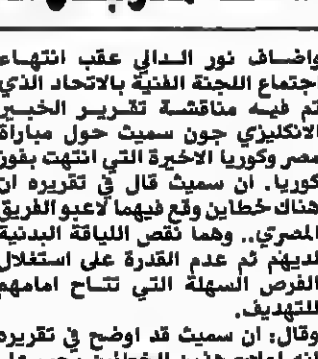 واضاف نور الدالي عقب انتهاء
اجتماع اللجنة الفنية بالاتحاد الذي
تم فيه مناقشة تقرير الخبير
الانكليزي جون سميث حول مباراة
مصر وكوريا الاخيرة التي انتهت بفوز
كوريا. ان سميث قال في تقريره ان
هناك خطاين وقع فيهما لاعبو الفريق
المصري.. وهما نقص اللياقة البدنية
لديهم ثم عدم القدرة على استغلال
الفرص السهلة التي تتاح امامهم
للتهديف.
وقال: ان سميث قد اوضح في تقريره